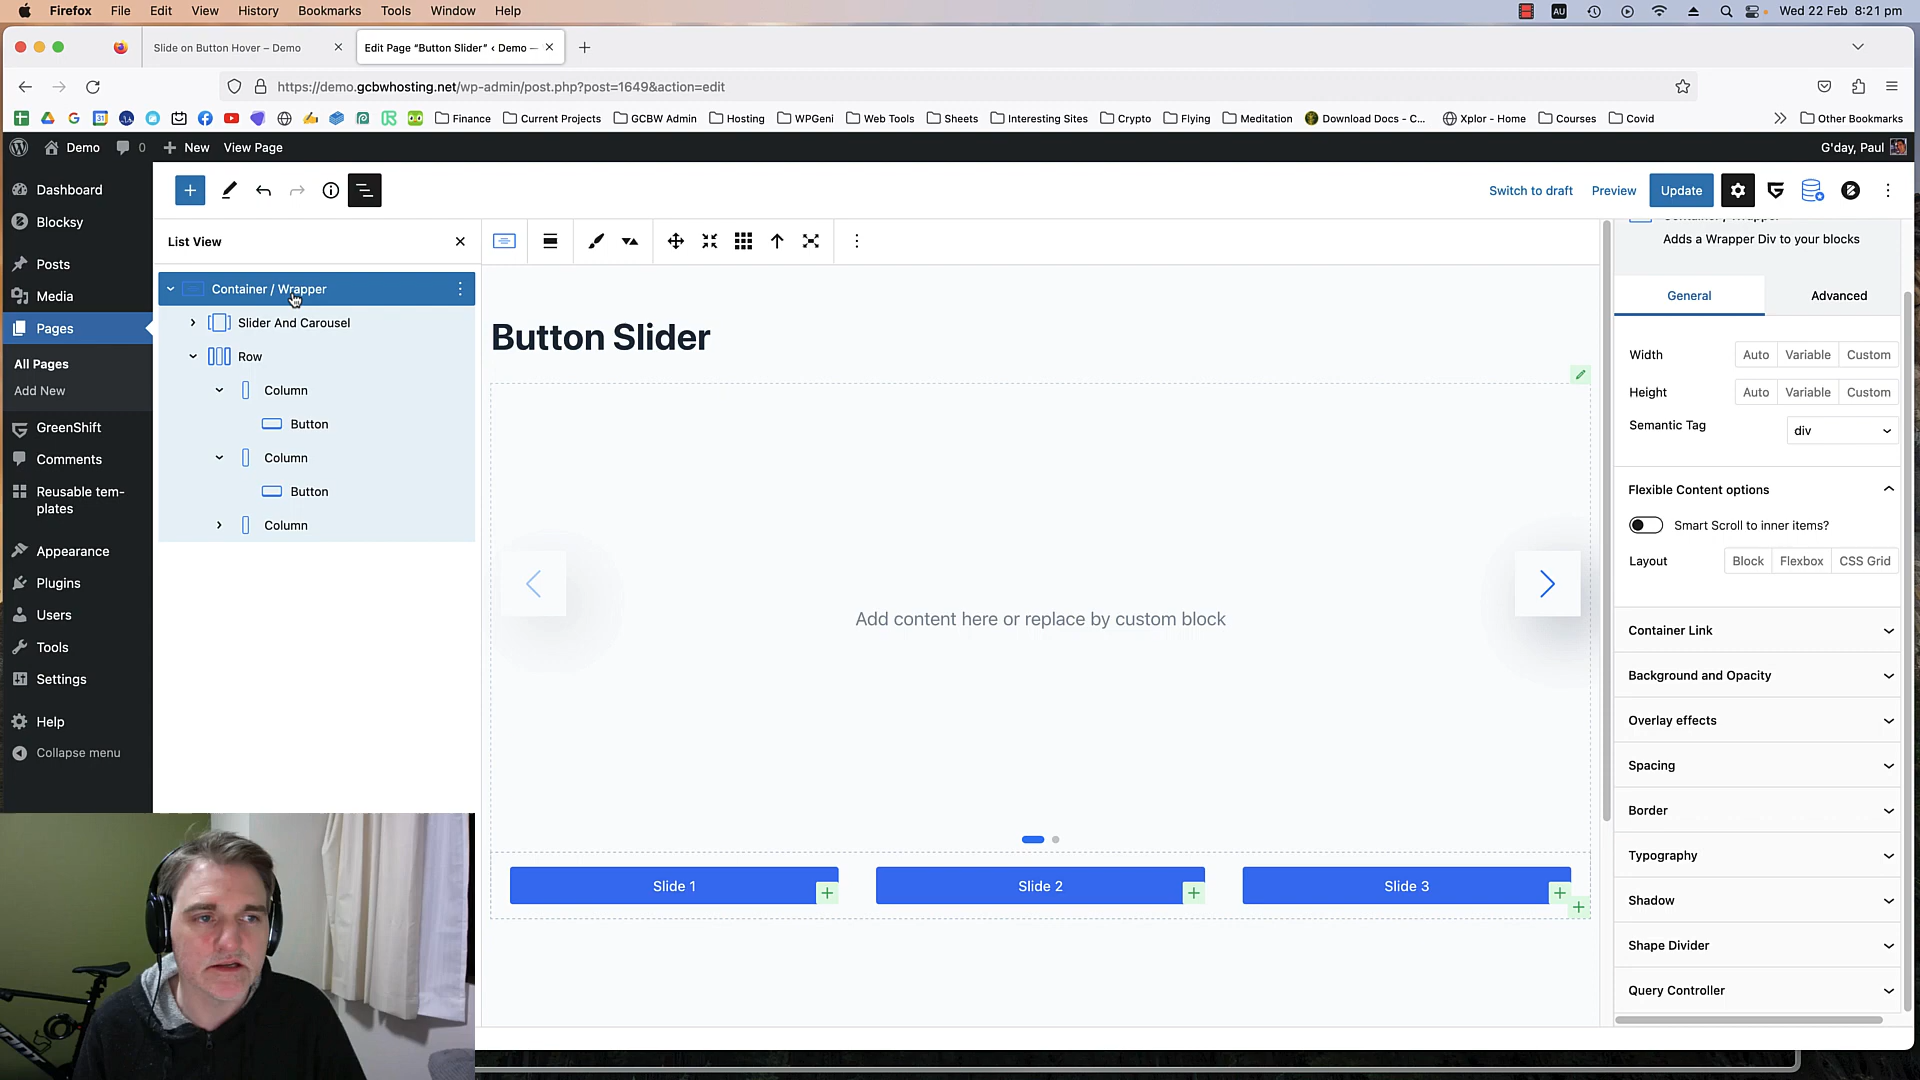 Firefox File Edit View History Bookmarks Tools Window Help
AU Wed 22 Feb 8:21 pm
Slide on Button Hover – Demo
Edit Page “Button Slider” ‹ Demo —
https://demo.gcbwhosting.net/wp-admin/post.php?post=1649&action=edit
Finance Current Projects GCBW Admin Hosting WPGeni Web Tools Sheets Interesting Sites Crypto Flying Meditation Download Docs - C... Xplor - Home Courses Covid Other Bookmarks
Demo 0 New View Page
G'day, Paul
Dashboard
Blocksy
Posts
Media
Pages
All Pages
Add New
GreenShift
Comments
Reusable tem-
plates
Appearance
Plugins
Users
Tools
Settings
Help
Collapse menu
Switch to draft Preview Update
List View
Container / Wrapper
Slider And Carousel
Row
Column
Button
Column
Button
Column
Button Slider
Add content here or replace by custom block
Slide 1
Slide 2
Slide 3
Adds a Wrapper Div to your blocks
General Advanced
Width Auto Variable Custom
Height Auto Variable Custom
Semantic Tag div
Flexible Content options
Smart Scroll to inner items?
Layout Block Flexbox CSS Grid
Container Link
Background and Opacity
Overlay effects
Spacing
Border
Typography
Shadow
Shape Divider
Query Controller